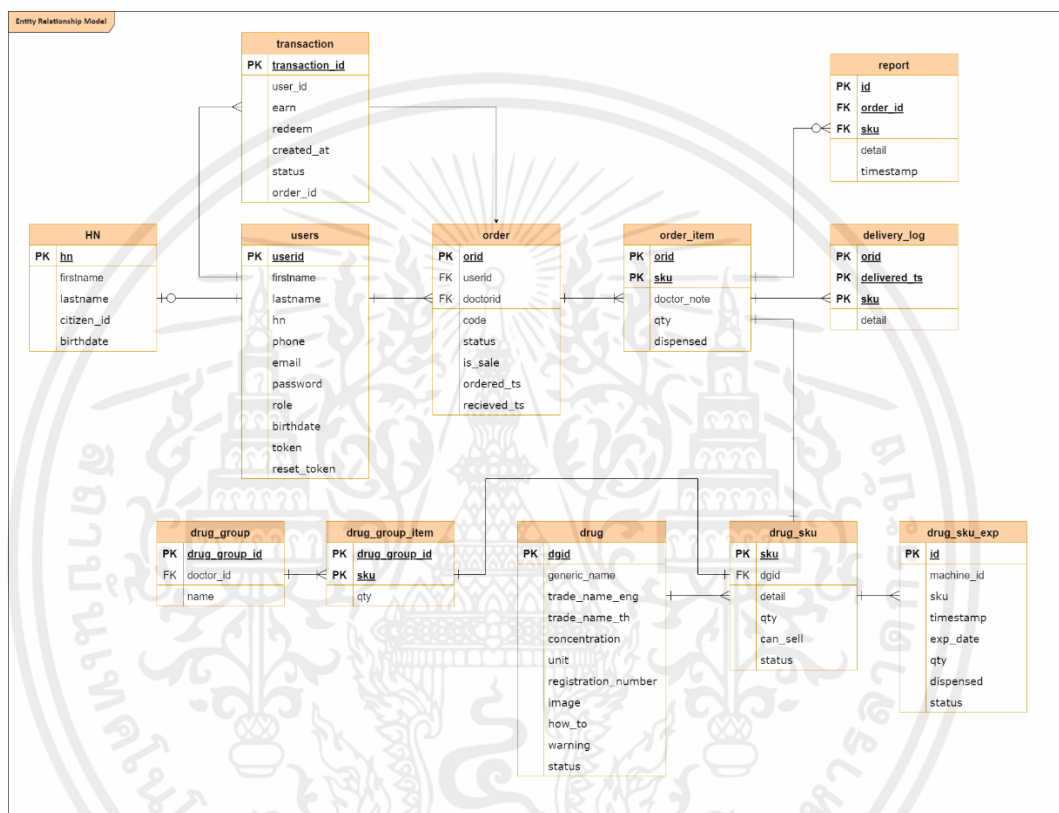 Entity Relationship Model
transaction
PK transaction_id
user_id
earn
redeem
created_at
status
order_id
report
PK id
FK order_id
FK sku
detail
timestamp
HN
PK hn
firstname
lastname
citizen_id
birthdate
users
PK userid
firstname
lastname
hn
phone
email
password
role
birthdate
token
reset_token
order
PK orid
FK userid
FK doctorid
code
status
is_sale
ordered_ts
recieved_ts
order_item
PK orid
PK sku
doctor_note
qty
dispensed
delivery_log
PK orid
PK delivered_ts
PK sku
detail
drug_group
PK drug_group_id
FK doctor_id
name
drug_group_item
PK drug_group_id
PK sku
qty
drug
PK dgid
generic_name
trade_name_eng
trade_name_th
concentration
unit
registration_number
image
how_to
warning
status
drug_sku
PK sku
FK dgid
detail
qty
can_sell
status
drug_sku_exp
PK id
machine_id
sku
timestamp
exp_date
qty
dispensed
status